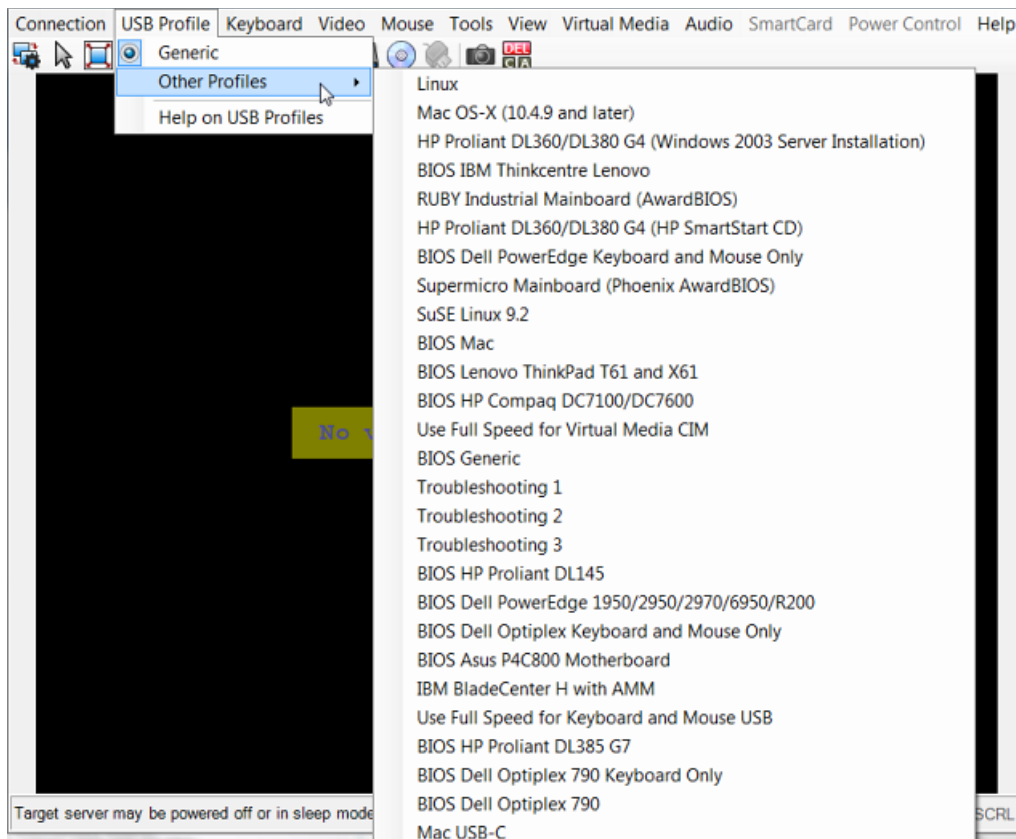 Connection USB Profile Keyboard Video Mouse Tools View Virtual Media Audio SmartCard Power Control Help
Generic
DEL
C A
Other Profiles
Help on USB Profiles
Linux
Mac OS-X (10.4.9 and later)
HP Proliant DL360/DL380 G4 (Windows 2003 Server Installation)
BIOS IBM Thinkcentre Lenovo
RUBY Industrial Mainboard (AwardBIOS)
HP Proliant DL360/DL380 G4 (HP SmartStart CD)
BIOS Dell PowerEdge Keyboard and Mouse Only
Supermicro Mainboard (Phoenix AwardBIOS)
SuSE Linux 9.2
BIOS Mac
BIOS Lenovo ThinkPad T61 and X61
BIOS HP Compaq DC7100/DC7600
No
Use Full Speed for Virtual Media CIM
BIOS Generic
Troubleshooting 1
Troubleshooting 2
Troubleshooting 3
BIOS HP Proliant DL145
BIOS Dell PowerEdge 1950/2950/2970/6950/R200
BIOS Dell Optiplex Keyboard and Mouse Only
BIOS Asus P4C800 Motherboard
IBM BladeCenter H with AMM
Use Full Speed for Keyboard and Mouse USB
BIOS HP Proliant DL385 G7
BIOS Dell Optiplex 790 Keyboard Only
BIOS Dell Optiplex 790
Mac USB-C
Target server may be powered off or in sleep mode
SCRL